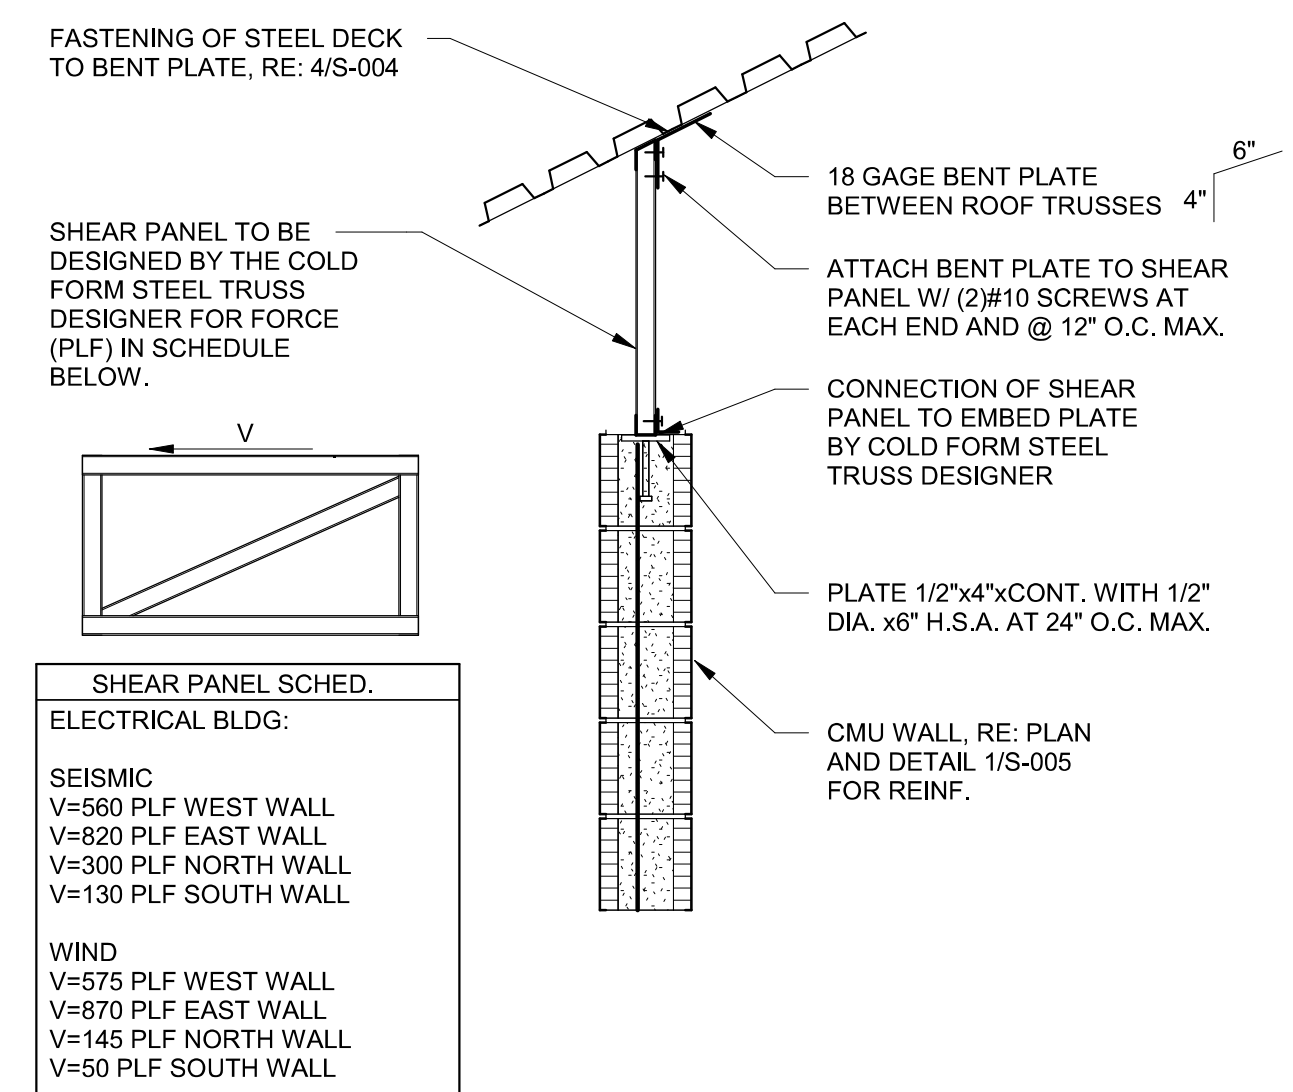 FASTENING OF STEEL DECK
TO BENT PLATE, RE: 4/S-004
6"
4"
18 GAGE BENT PLATE
BETWEEN ROOF TRUSSES
SHEAR PANEL TO BE
DESIGNED BY THE COLD
FORM STEEL TRUSS
DESIGNER FOR FORCE
(PLF) IN SCHEDULE
BELOW.
ATTACH BENT PLATE TO SHEAR
PANEL W/ (2)#10 SCREWS AT
EACH END AND @ 12" O.C. MAX.
CONNECTION OF SHEAR
PANEL TO EMBED PLATE
BY COLD FORM STEEL
TRUSS DESIGNER
V
PLATE 1/2"x4"xCONT. WITH 1/2"
DIA. x6" H.S.A. AT 24" O.C. MAX.
CMU WALL, RE: PLAN
AND DETAIL 1/S-005
FOR REINF.
SHEAR PANEL SCHED.
ELECTRICAL BLDG:
SEISMIC
V=560 PLF WEST WALL
V=820 PLF EAST WALL
V=300 PLF NORTH WALL
V=130 PLF SOUTH WALL
WIND
V=575 PLF WEST WALL
V=870 PLF EAST WALL
V=145 PLF NORTH WALL
V=50 PLF SOUTH WALL